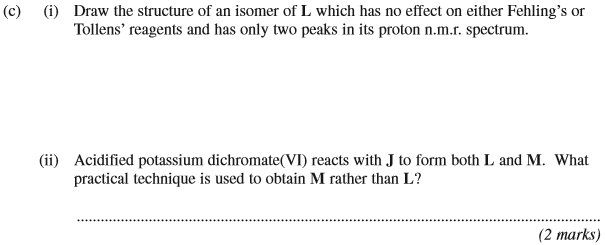 (c) (i) Draw the structure of an isomer of L which has no effect on either Fehling's or
Tollens' reagents and has only two peaks in its proton n.m.r. spectrum.
(ii) Acidified potassium dichromate(VI) reacts with J to form both L and M. What
practical technique is used to obtain M rather than L?
................................................................................
(2 marks)